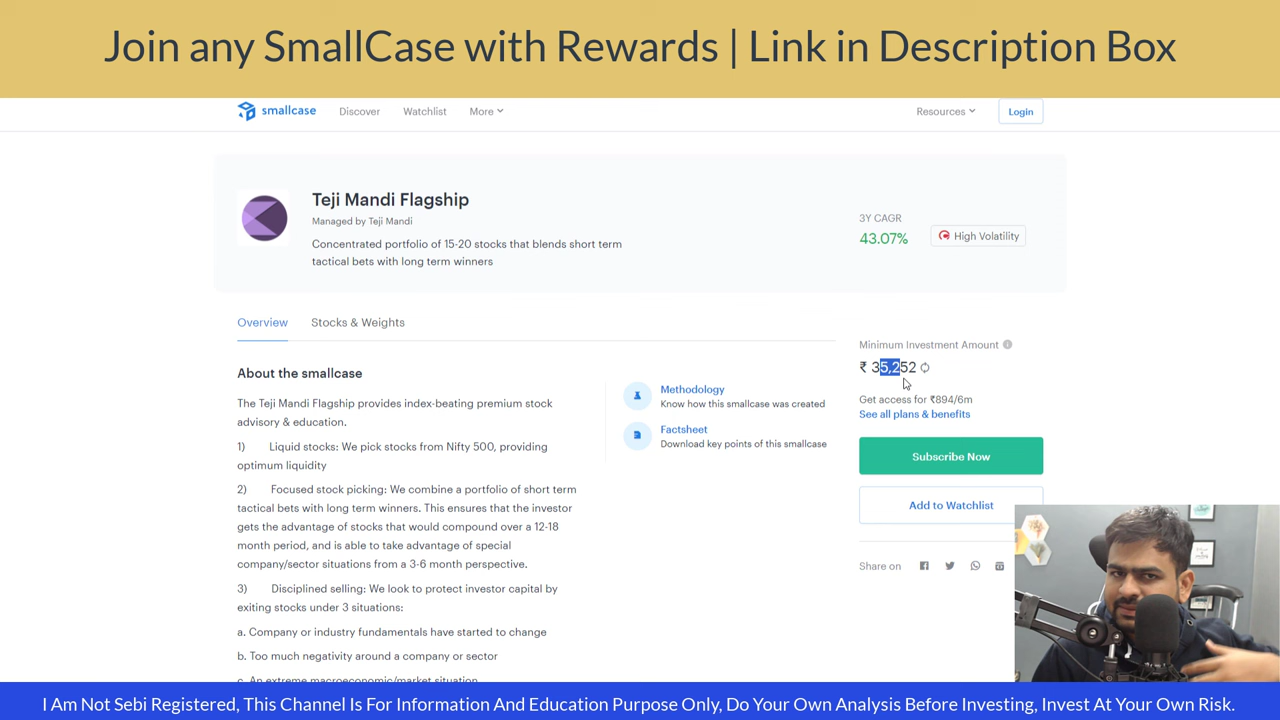 Join any SmallCase with Rewards | Link in Description Box
smallcase
Discover
Watchlist
More
Resources
Login
Teji Mandi Flagship
Managed by Teji Mandi
Concentrated portfolio of 15-20 stocks that blends short term
tactical bets with long term winners
3Y CAGR
43.07%
High Volatility
Overview
Stocks & Weights
About the smallcase
The Teji Mandi Flagship provides index-beating premium stock
advisory & education.
1) Liquid stocks: We pick stocks from Nifty 500, providing
optimum liquidity
2) Focused stock picking: We combine a portfolio of short term
tactical bets with long term winners. This ensures that the investor
gets the advantage of stocks that would compound over a 12-18
month period, and is able to take advantage of special
company/sector situations from a 3-6 month perspective.
3) Disciplined selling: We look to protect investor capital by
exiting stocks under 3 situations:
a. Company or industry fundamentals have started to change
b. Too much negativity around a company or sector
c. An extreme macroeconomic/market situation
Methodology
Know how this smallcase was created
Factsheet
Download key points of this smallcase
Minimum Investment Amount
₹ 35,252
Get access for ₹894/6m
See all plans & benefits
Subscribe Now
Add to Watchlist
Share on
I Am Not Sebi Registered, This Channel Is For Information And Education Purpose Only, Do Your Own Analysis Before Investing, Invest At Your Own Risk.